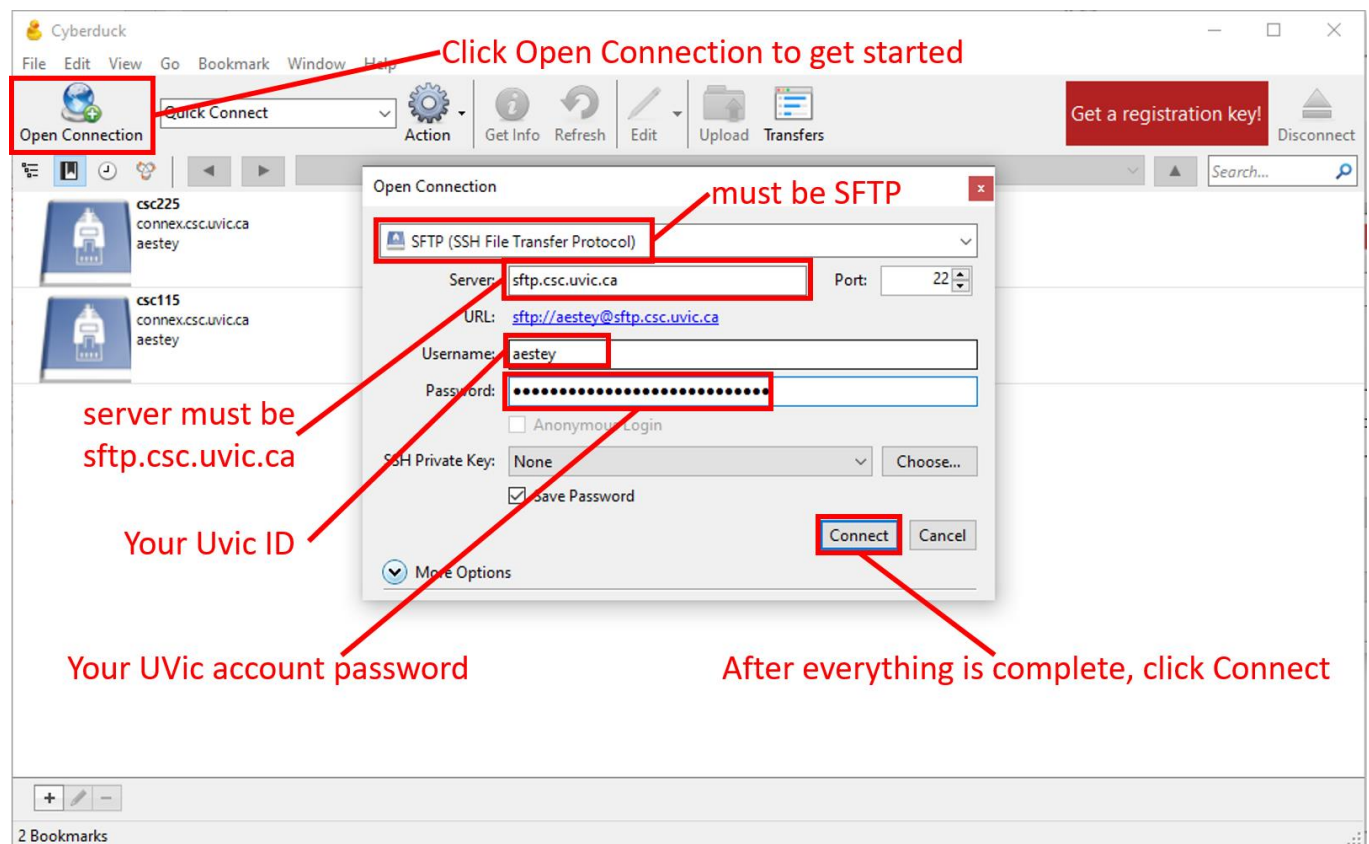 Cyberduck
Click Open Connection to get started
File Edit View Go Bookmark Window Help
Open Connection
Quick Connect
Action
Get Info
Refresh
Edit
Upload
Transfers
Get a registration key!
Disconnect
Search...
csc225
connex.csc.uvic.ca
aestey
csc115
connex.csc.uvic.ca
aestey
Open Connection
x
must be SFTP
SFTP (SSH File Transfer Protocol)
Server: sftp.csc.uvic.ca Port: 22
URL: sftp://aestey@sftp.csc.uvic.ca
Username: aestey
Password: ••••••••••••••••••••••••••••
Anonymous Login
SSH Private Key: None Choose...
Save Password
Connect Cancel
More Options
server must be
sftp.csc.uvic.ca
Your Uvic ID
Your UVic account password
After everything is complete, click Connect
2 Bookmarks